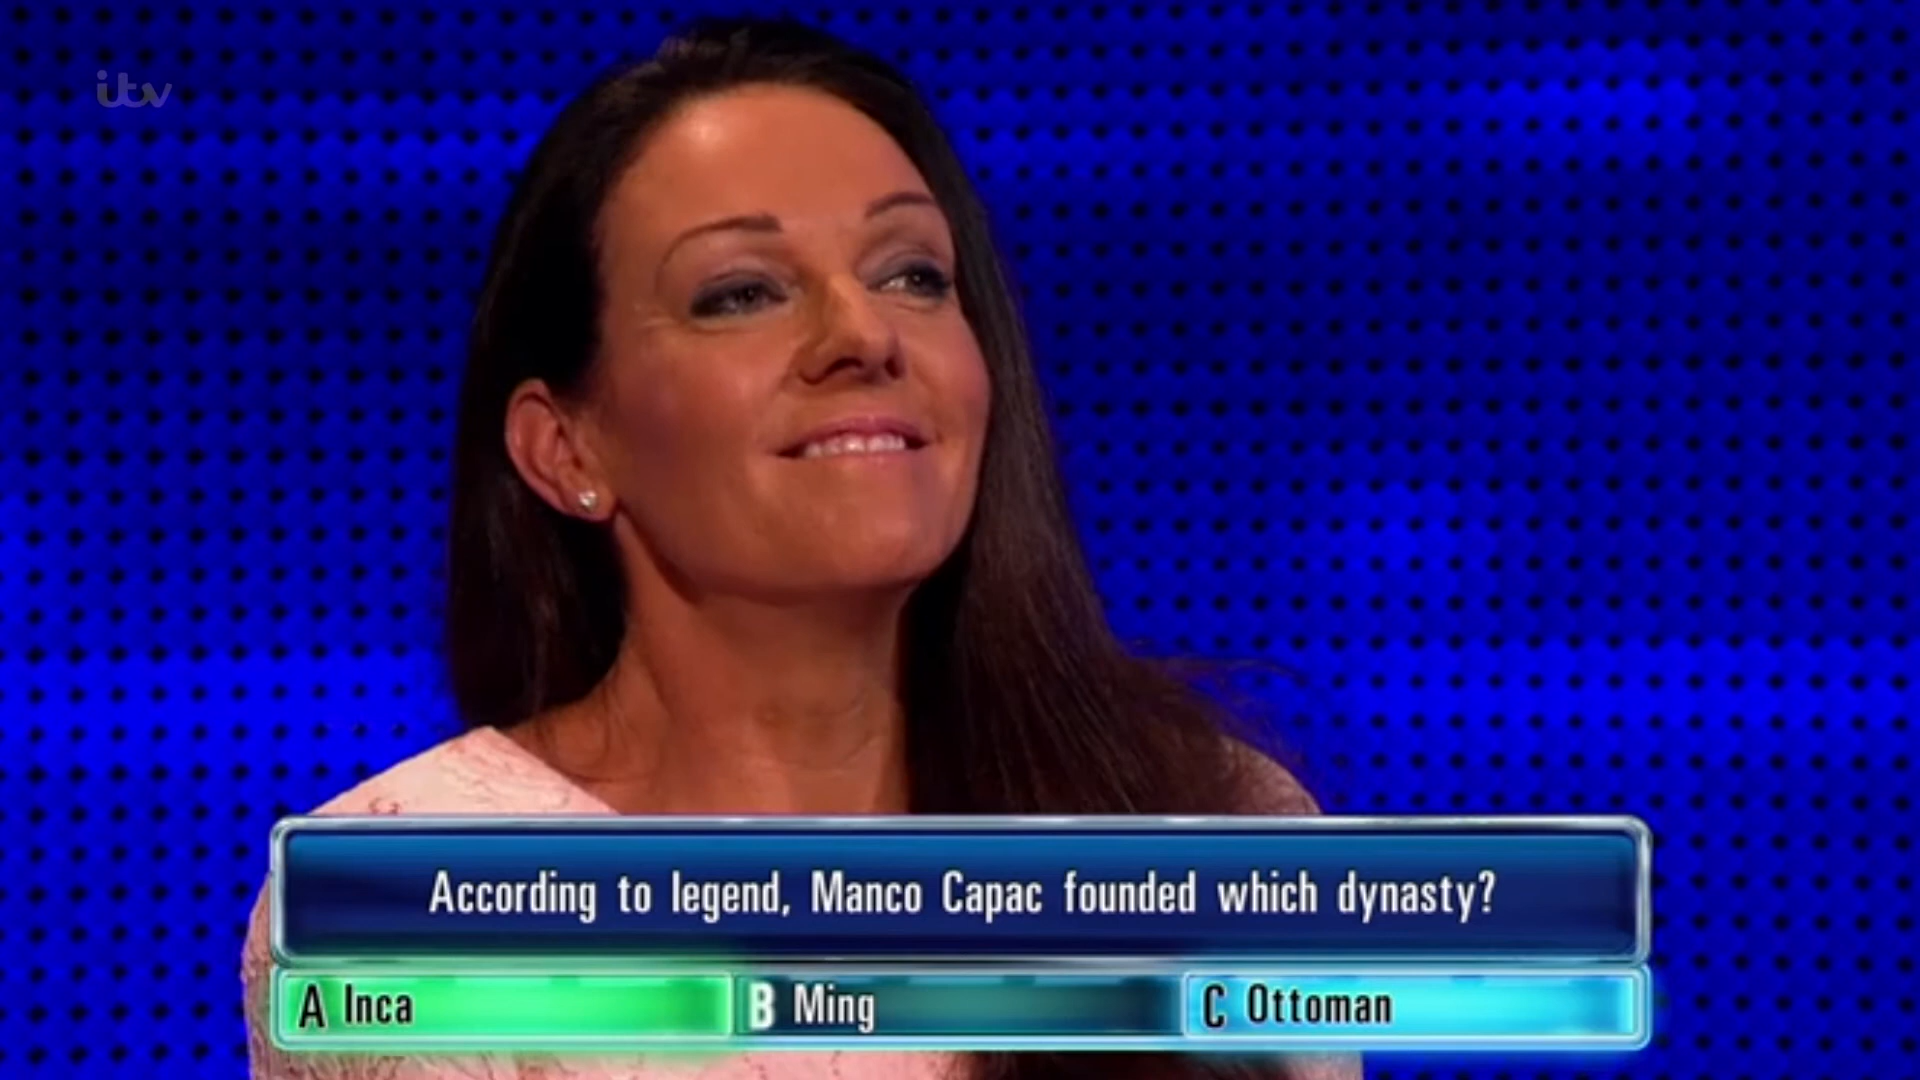 itv
According to legend, Manco Capac founded which dynasty?
A Inca
B Ming
C Ottoman